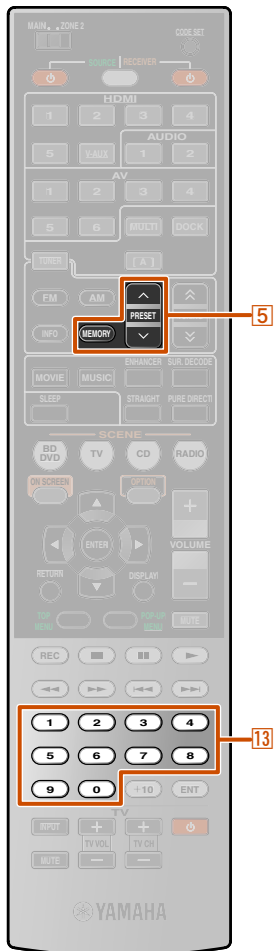 MAIN ZONE 2 CODE SET
SOURCE RECEIVER
HDMI
1 2 3 4
AUDIO
5 V-AUX 1 2
AV
1 2 3 4
5 6 MULTI DOCK
TUNER [ A ]
FM AM PRESET
5
INFO MEMORY
ENHANCER SUR. DECODE
MOVIE MUSIC
SLEEP STRAIGHT PURE DIRECT
SCENE
BD
DVD TV CD RADIO
ON SCREEN OPTION
ENTER
VOLUME
RETURN DISPLAY
TOP
MENU POP-UP
MENU MUTE
REC
1 2 3 4
13
5 6 7 8
9 0 +10 ENT
TV
INPUT
TV VOL TV CH
MUTE
YAMAHA